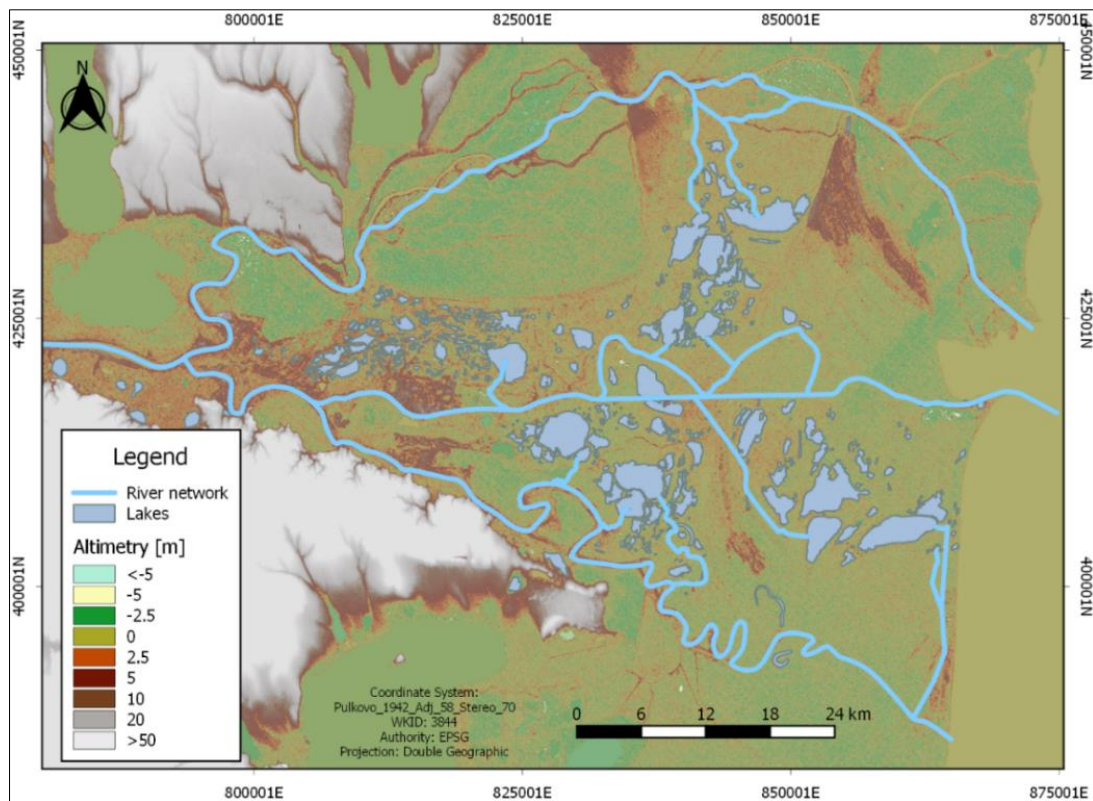 800001E 825001E 850001E 875001E
450001N
450001N
N
425001N
425001N
400001N
400001N
Legend
River network
Lakes
Altimetry [m]
<-5
-5
-2.5
0
2.5
5
10
20
>50
Coordinate System:
Pulkovo_1942_Adj_58_Stereo_70
WKID: 3844
Authority: EPSG
Projection: Double Geographic
0 6 12 18 24 km
800001E 825001E 850001E 875001E